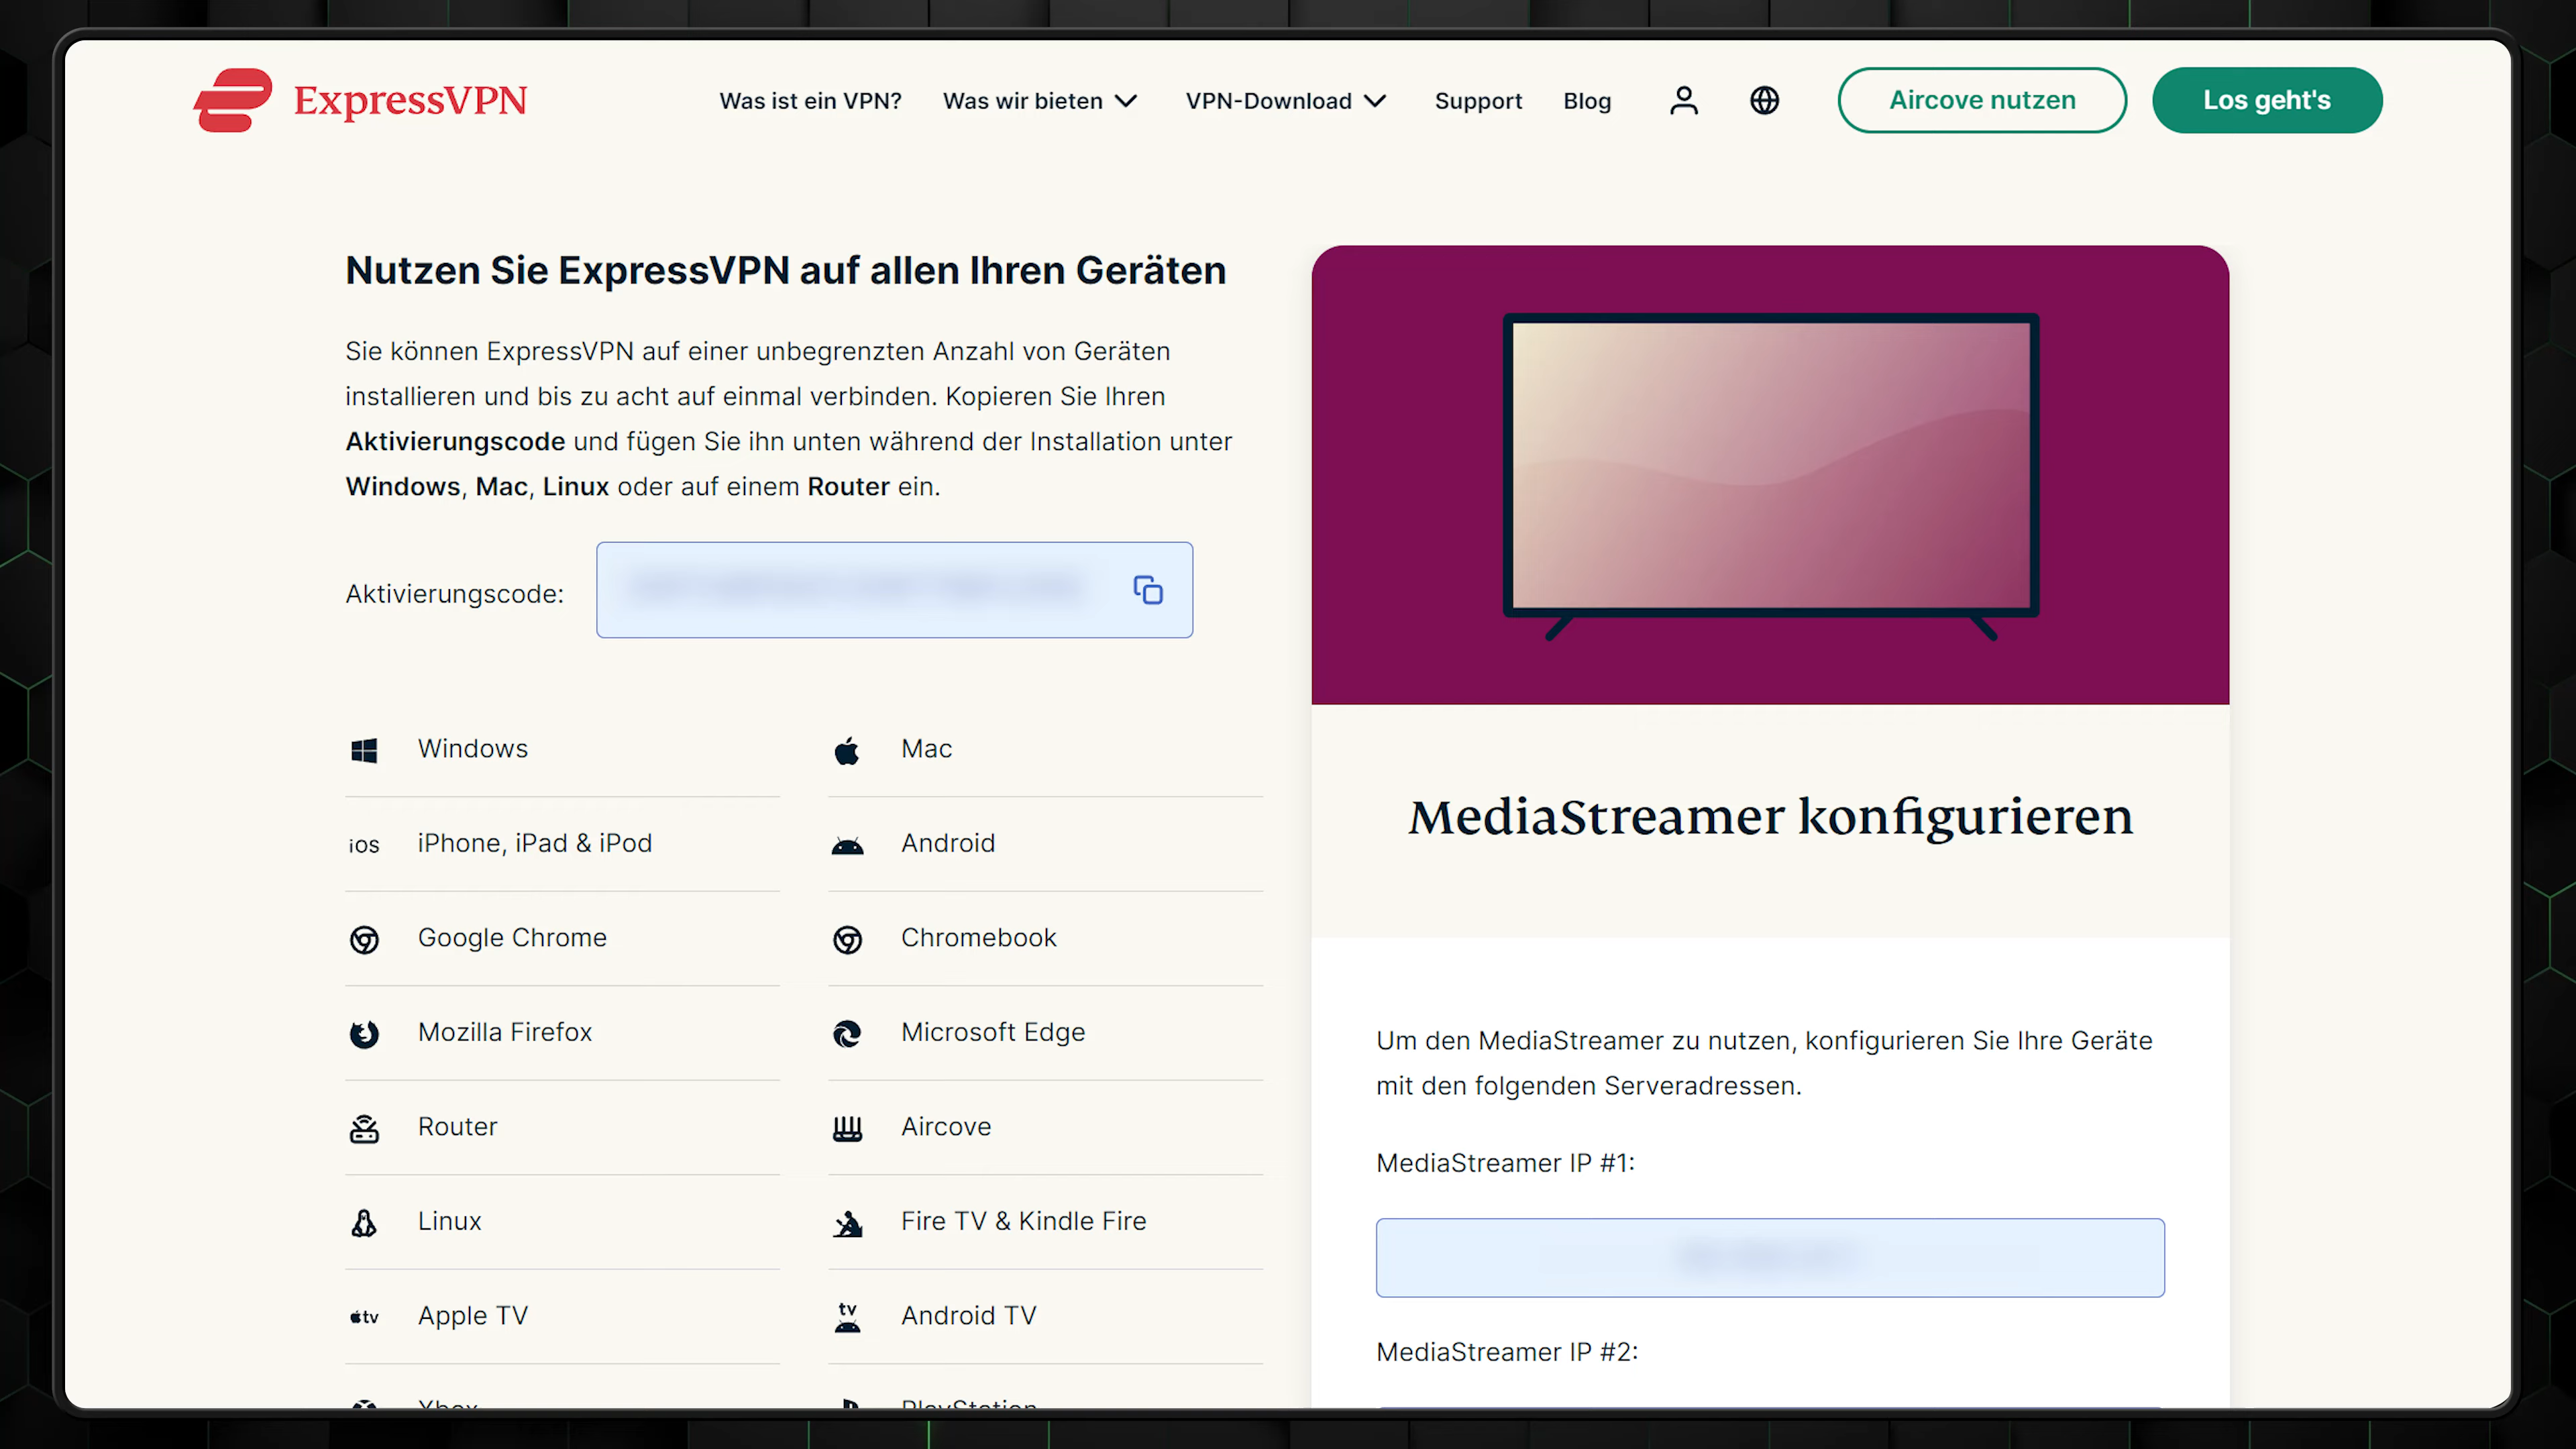 ExpressVPN
Was ist ein VPN?
Was wir bieten
VPN-Download
Support
Blog
Aircove nutzen
Los geht's
Nutzen Sie ExpressVPN auf allen Ihren Geräten
Sie können ExpressVPN auf einer unbegrenzten Anzahl von Geräten
installieren und bis zu acht auf einmal verbinden. Kopieren Sie Ihren
Aktivierungscode und fügen Sie ihn unten während der Installation unter
Windows, Mac, Linux oder auf einem Router ein.
Aktivierungscode:
Windows
Mac
ios
iPhone, iPad & iPod
Android
Google Chrome
Chromebook
Mozilla Firefox
Microsoft Edge
Router
Aircove
Linux
Fire TV & Kindle Fire
tv
Apple TV
tv
Android TV
Xbox
PlayStation
MediaStreamer konfigurieren
Um den MediaStreamer zu nutzen, konfigurieren Sie Ihre Geräte
mit den folgenden Serveradressen.
MediaStreamer IP #1:
MediaStreamer IP #2: